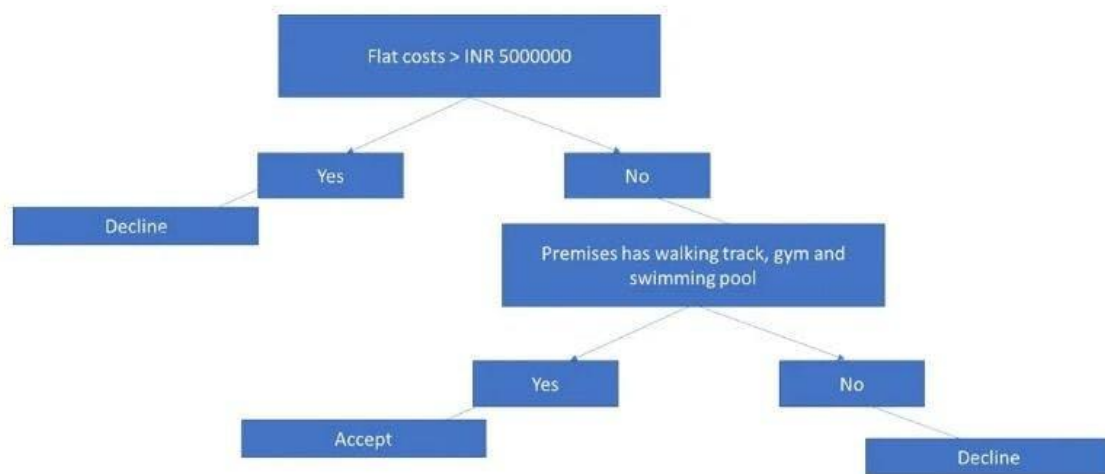 Flat costs > INR 5000000
Yes
No
Decline
Premises has walking track, gym and
swimming pool
Yes
No
Accept
Decline